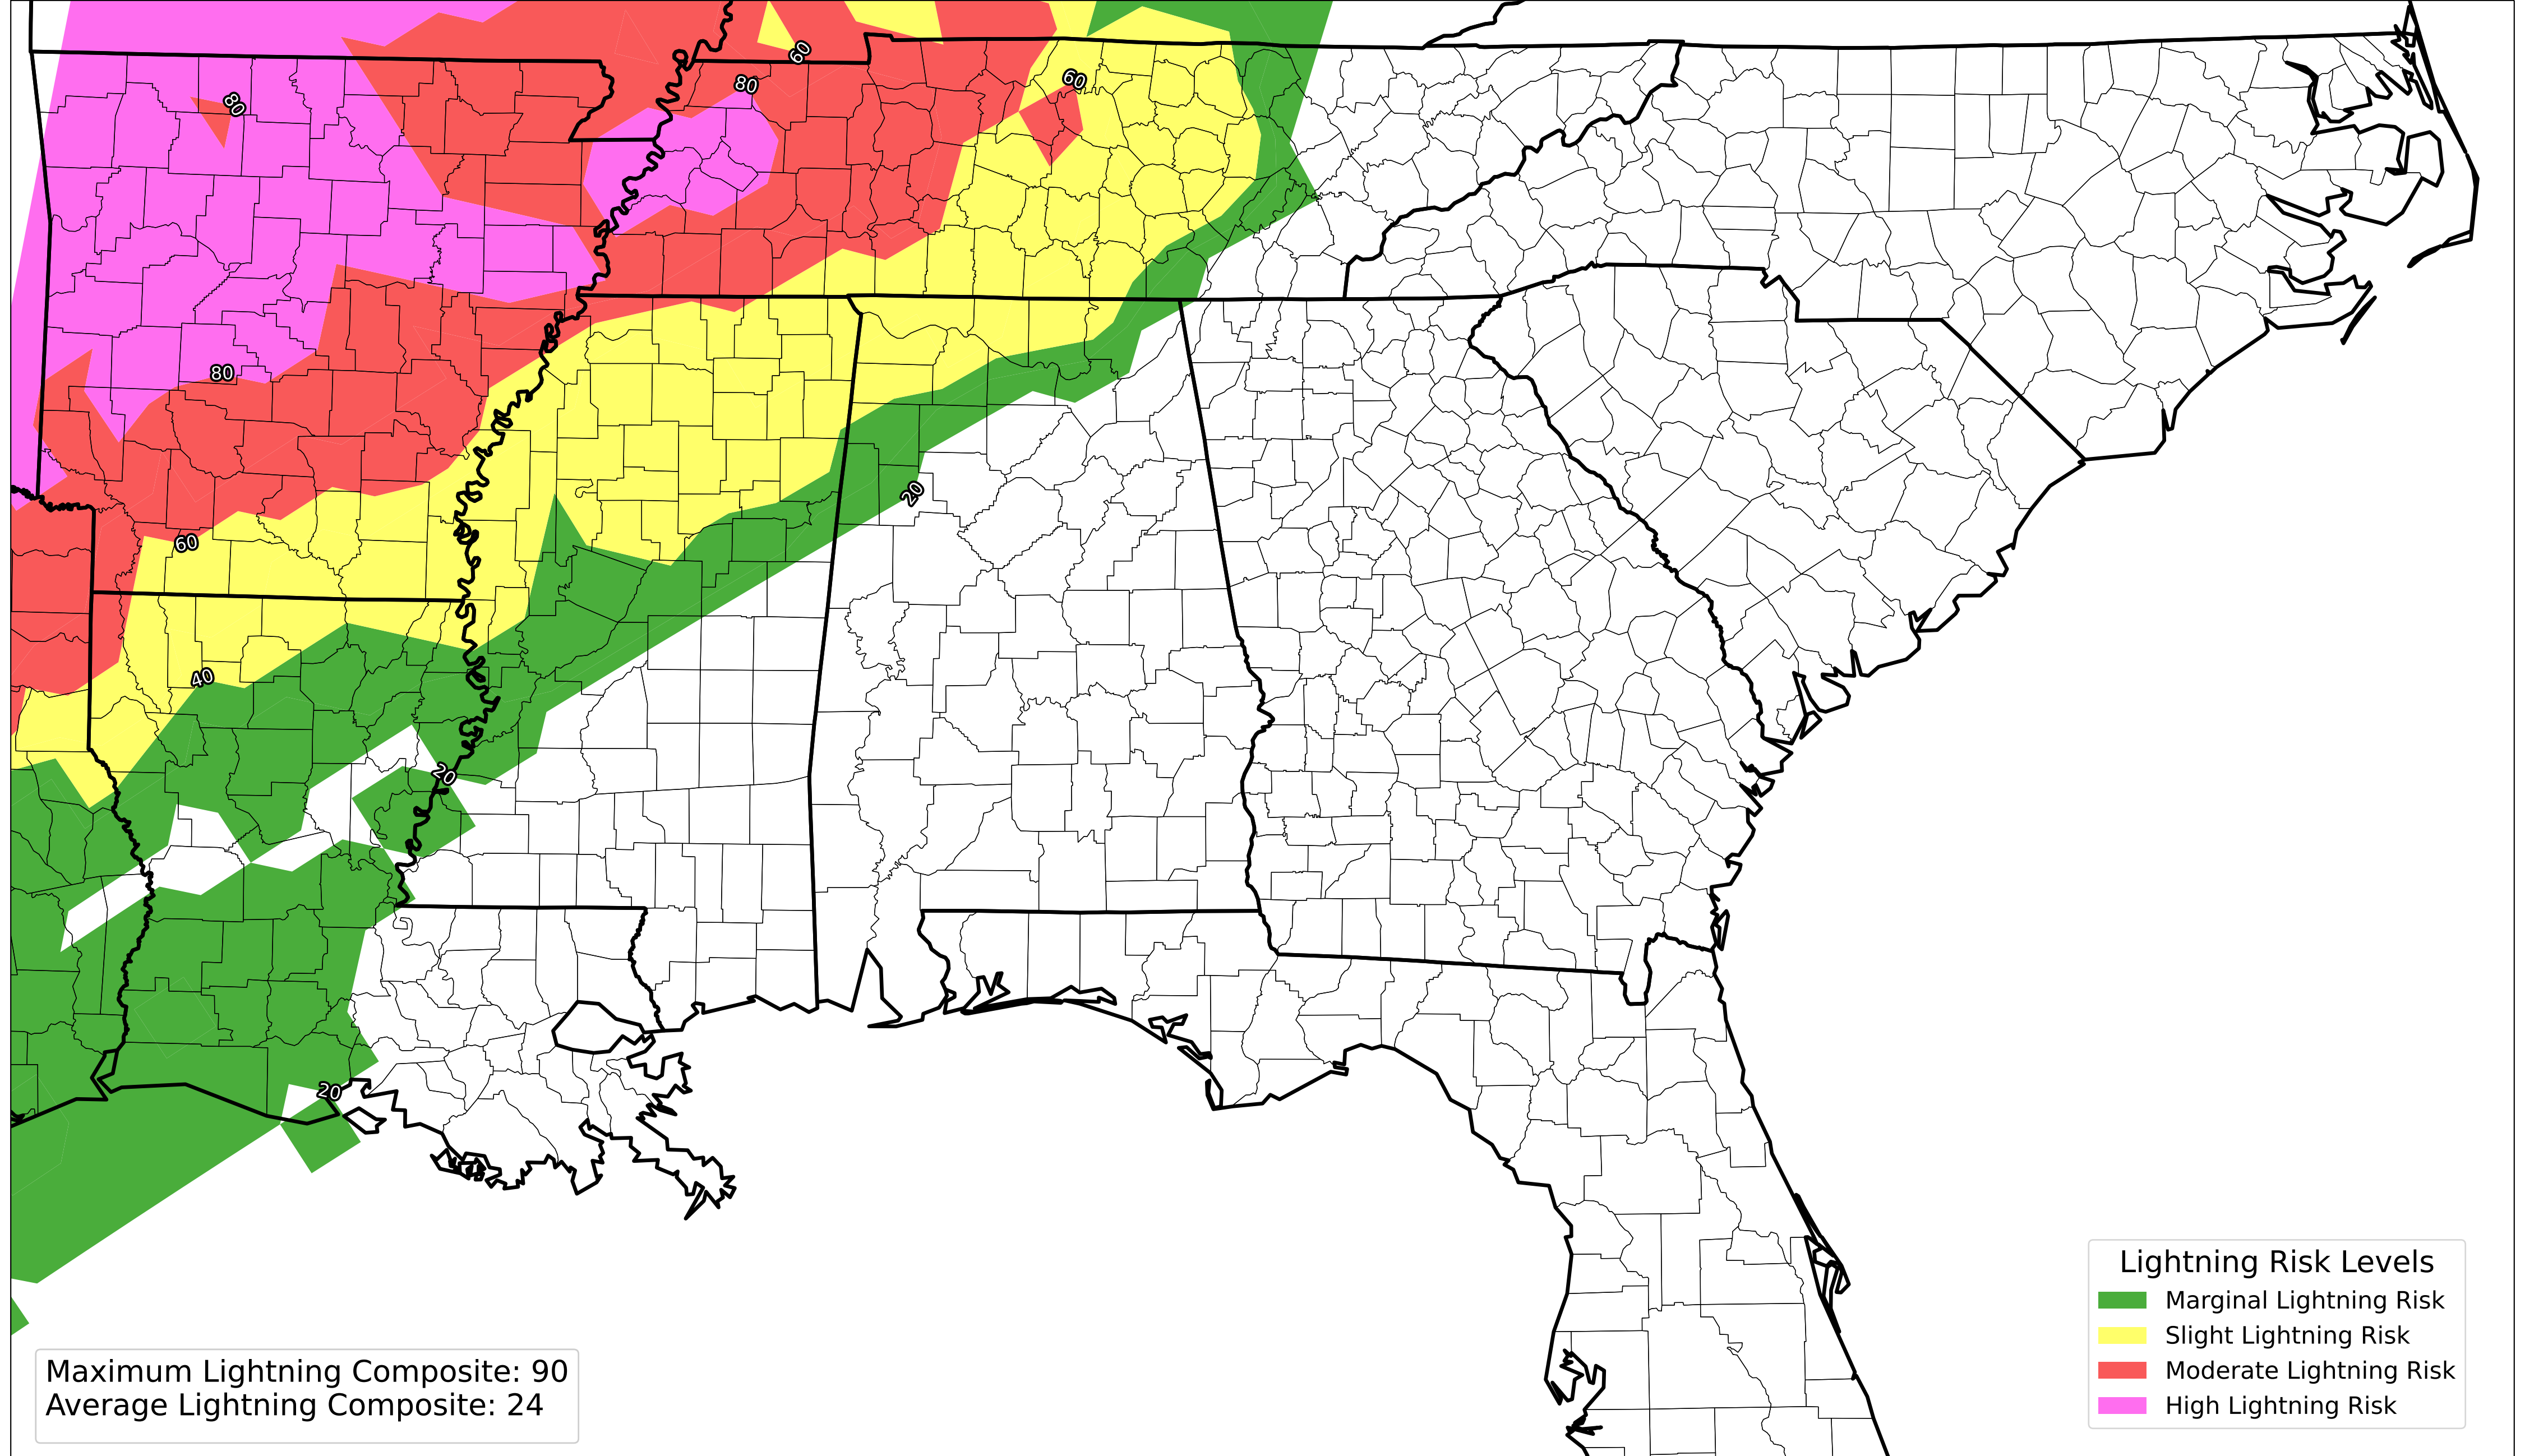 60
80
60
80
80
20
60
40
20
20
Lightning Risk Levels
Marginal Lightning Risk
Slight Lightning Risk
Moderate Lightning Risk
High Lightning Risk
Maximum Lightning Composite: 90
Average Lightning Composite: 24